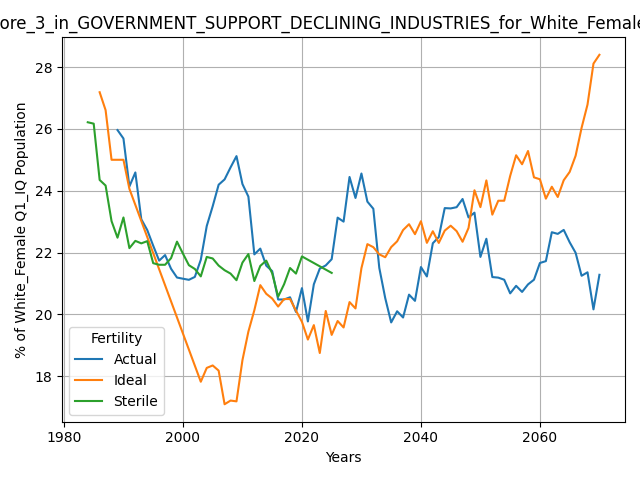 ore_3_in_GOVERNMENT_SUPPORT_DECLINING_INDUSTRIES_for_White_Female
28
26
24
22
20
18
% of White_Female Q1_IQ Population
Fertility
Actual
Ideal
Sterile
1980
2000
2020
2040
2060
Years